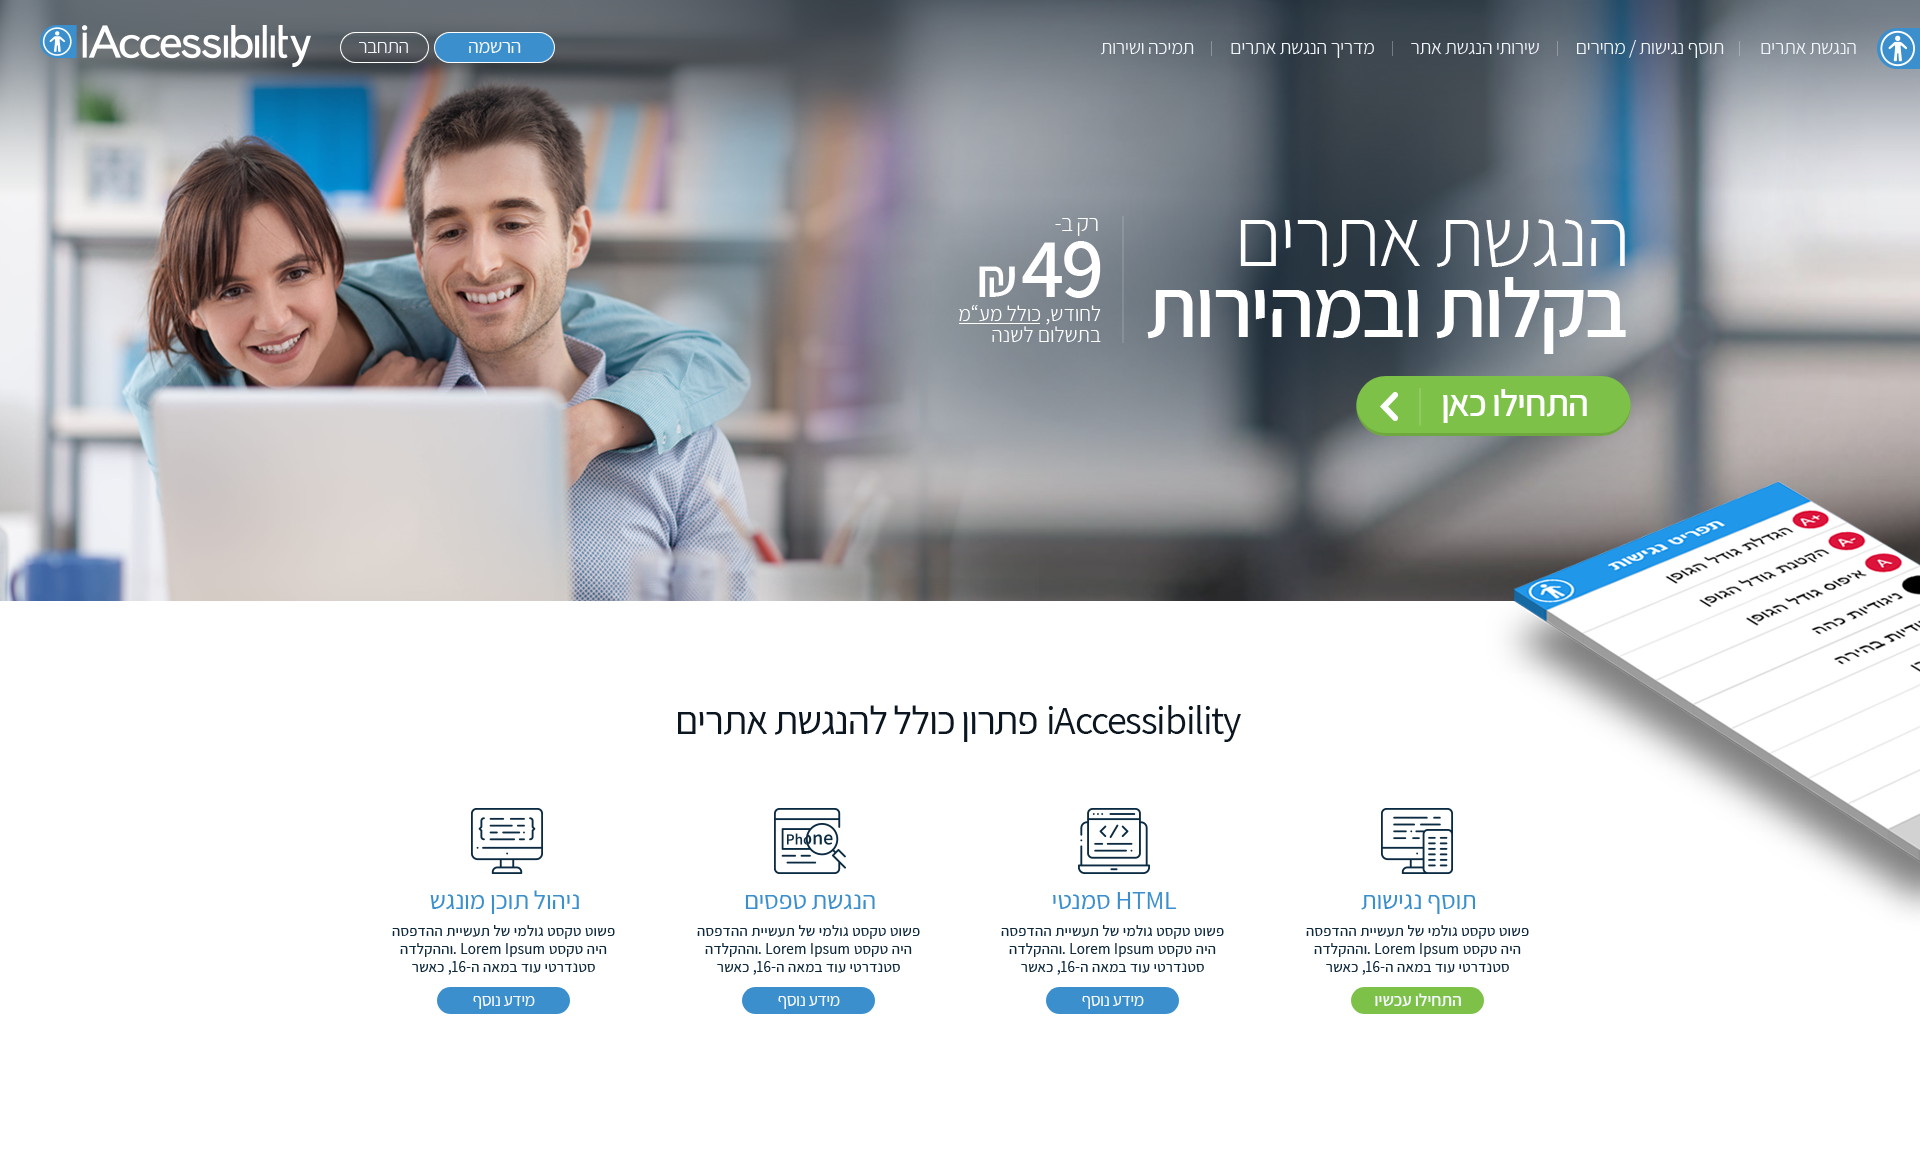 הנגשת אתרים
תוסף נגישות / מחירים
שירותי הנגשת אתר
מדריך הנגשת אתרים
תמיכה ושירות
הרשמה
התחבר
iAccessibility
הנגשת אתרים
בקלות ובמהירות
רק ב-
49 ₪
לחודש, כולל מע“מ
בתשלום לשנה
התחילו כאן
תפריט נגישות
הגדלת גודל הגופן A+
הקטנת גודל הגופן A-
איפוס גודל הגופן A
ניגודיות כהה
ודיות בהירה
iAccessibility פתרון כולל להנגשת אתרים
תוסף נגישות
פשוט טקסט גולמי של תעשיית ההדפסה
וההקלדה. Lorem Ipsum היה טקסט
סטנדרטי עוד במאה ה-16, כאשר
התחילו עכשיו
HTML סמנטי
פשוט טקסט גולמי של תעשיית ההדפסה
וההקלדה. Lorem Ipsum היה טקסט
סטנדרטי עוד במאה ה-16, כאשר
מידע נוסף
Phone
הנגשת טפסים
פשוט טקסט גולמי של תעשיית ההדפסה
וההקלדה. Lorem Ipsum היה טקסט
סטנדרטי עוד במאה ה-16, כאשר
מידע נוסף
ניהול תוכן מונגש
פשוט טקסט גולמי של תעשיית ההדפסה
וההקלדה. Lorem Ipsum היה טקסט
סטנדרטי עוד במאה ה-16, כאשר
מידע נוסף